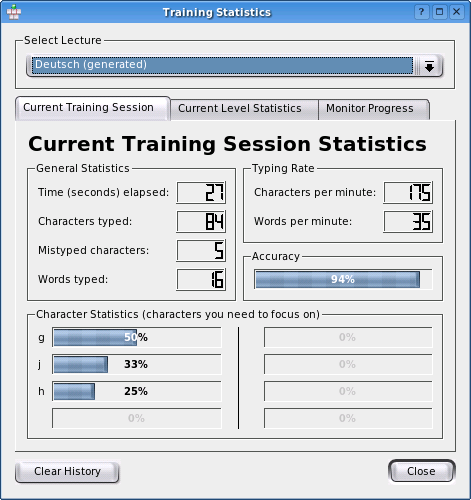 Training Statistics
Select Lecture
Deutsch (generated)
Current Training Session
Current Level Statistics
Monitor Progress
Current Training Session Statistics
General Statistics
Time (seconds) elapsed: 27
Characters typed: 84
Mistyped characters: 5
Words typed: 16
Typing Rate
Characters per minute: 175
Words per minute: 35
Accuracy
94%
Character Statistics (characters you need to focus on)
g 50% 0%
j 33% 0%
h 25% 0%
0% 0%
Clear History
Close